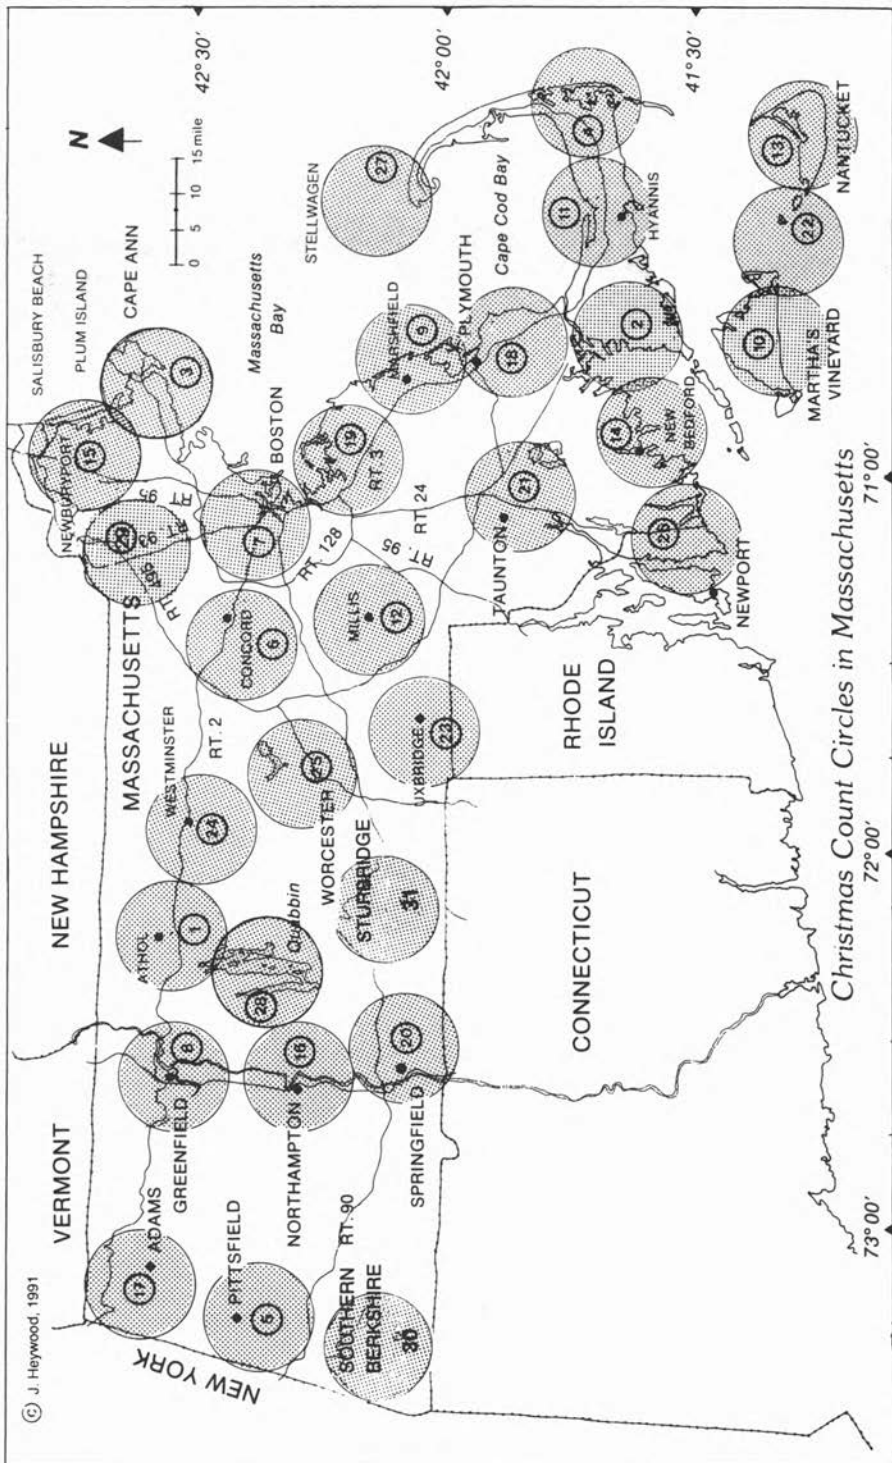 © J. Heywood, 1991
VERMONT
NEW HAMPSHIRE
SALISBURY BEACH
PLUM ISLAND
CAPE ANN
N
0 5 10 15 mile
42° 30'
42° 00'
41° 30'
NEW YORK
17
ADAMS
GREENFIELD
8
ATHOL
1
WESTMINSTER
24
RT. 2
MASSACHUSETTS
RT. 495
RT. 93
RT 95
29
NEWBURYPORT
15
3
Massachusetts
Bay
STELLWAGEN
27
PITTSFIELD
5
NORTHAMPTON
16
28
Quabbin
WORCESTER
25
CONCORD
6
7
BOSTON
RT. 128
19
RT. 3
MARSHFIELD
9
PLYMOUTH
18
Cape Cod Bay
RT. 90
SOUTHERN
BERKSHIRE
30
SPRINGFIELD
20
STURBRIDGE
31
UXBRIDGE
23
MILLIS
12
RT. 95
RT. 24
TAUNTON
21
11
4
HYANNIS
2
14
NEW
BEDFORD
26
NEWPORT
CONNECTICUT
RHODE
ISLAND
10
MARTHA'S
VINEYARD
22
13
NANTUCKET
73° 00'
72° 00'
71° 00'
Christmas Count Circles in Massachusetts